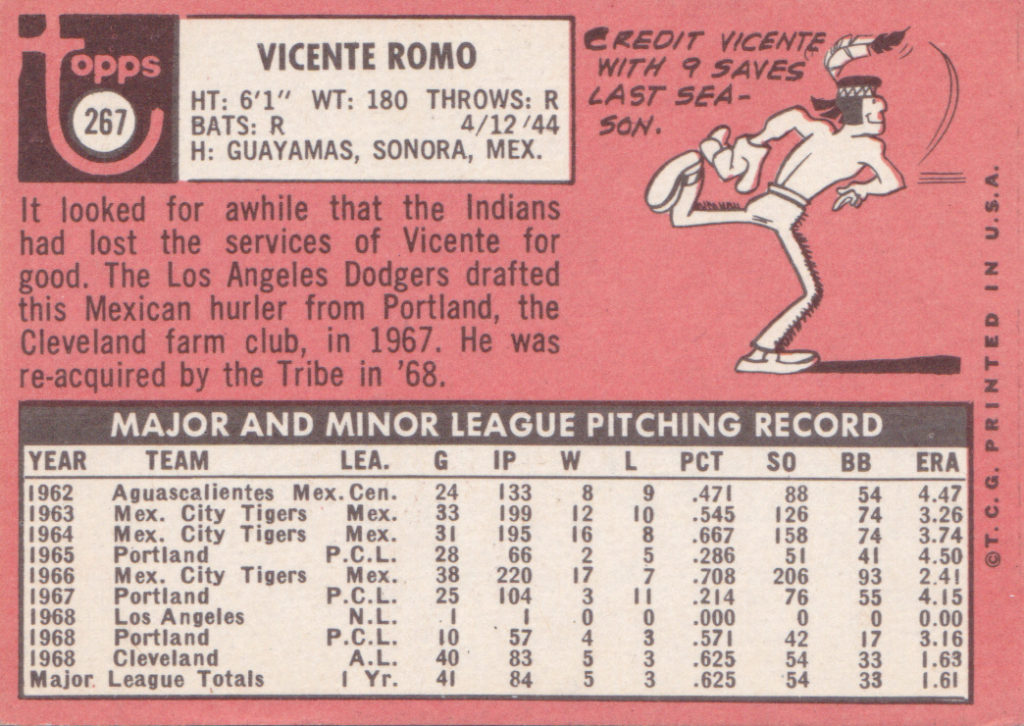 topps
267
VICENTE ROMO
HT: 6'1" WT: 180 THROWS: R
BATS: R 4/12/44
H: GUAYAMAS, SONORA, MEX.
CREDIT VICENTE
WITH 9 SAVES
LAST SEA-
SON.
It looked for awhile that the Indians
had lost the services of Vicente for
good. The Los Angeles Dodgers drafted
this Mexican hurler from Portland, the
Cleveland farm club, in 1967. He was
re-acquired by the Tribe in '68.
MAJOR AND MINOR LEAGUE PITCHING RECORD
YEAR TEAM LEA. G IP W L PCT SO BB ERA
1962 Aguascalientes Mex. Cen. 24 133 8 9 .471 88 54 4.47
1963 Mex. City Tigers Mex. 33 199 12 10 .545 126 74 3.26
1964 Mex. City Tigers Mex. 31 195 16 8 .667 158 74 3.74
1965 Portland P.C.L. 28 66 2 5 .286 51 41 4.50
1966 Mex. City Tigers Mex. 38 220 17 7 .708 206 93 2.41
1967 Portland P.C.L. 25 104 3 11 .214 76 55 4.15
1968 Los Angeles N.L. 1 1 0 0 .000 0 0 0.00
1968 Portland P.C.L. 10 57 4 3 .571 42 17 3.16
1968 Cleveland A.L. 40 83 5 3 .625 54 33 1.63
Major League Totals 1 Yr. 41 84 5 3 .625 54 33 1.61
©T.C.G. PRINTED IN U.S.A.